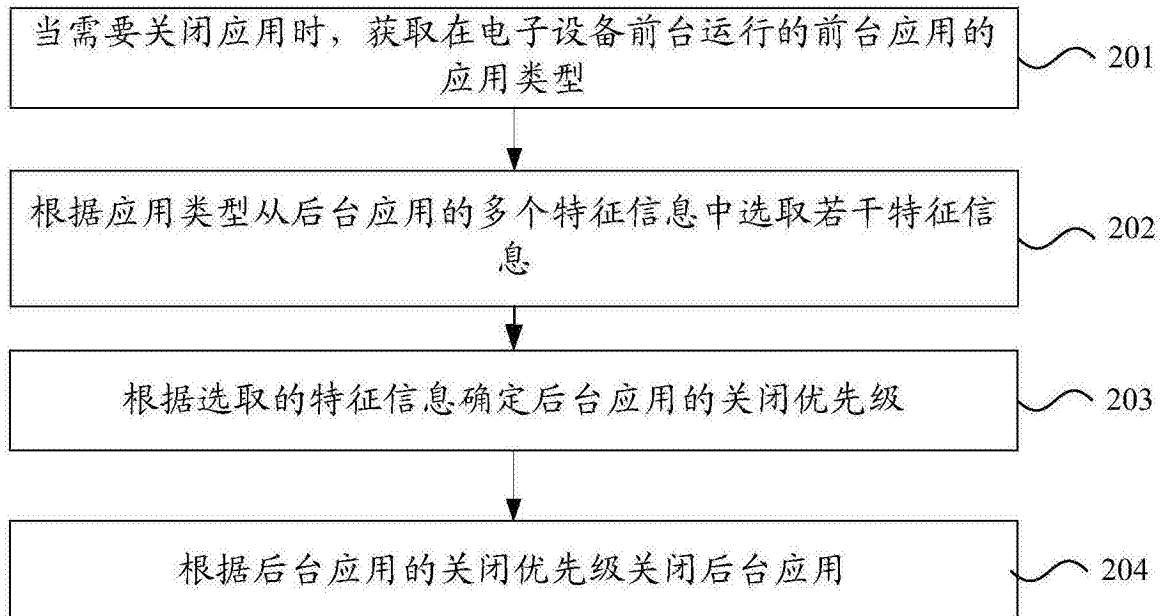 当需要关闭应用时，获取在电子设备前台运行的前台应用的
应用类型
201
根据应用类型从后台应用的多个特征信息中选取若干特征信
息
202
根据选取的特征信息确定后台应用的关闭优先级
203
根据后台应用的关闭优先级关闭后台应用
204